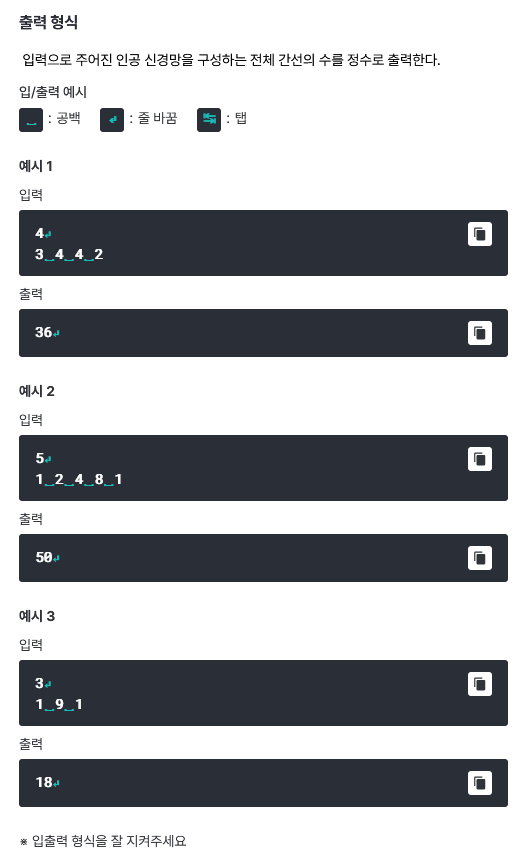 출력 형식
입력으로 주어진 인공 신경망을 구성하는 전체 간선의 수를 정수로 출력한다.
입/출력 예시
␣ : 공백 ↵ : 줄 바꿈 ↹ : 탭
예시 1
입력
4↵
3␣4␣4␣2
출력
36↵
예시 2
입력
5↵
1␣2␣4␣8␣1
출력
50↵
예시 3
입력
3↵
1␣9␣1
출력
18↵
※ 입출력 형식을 잘 지켜주세요